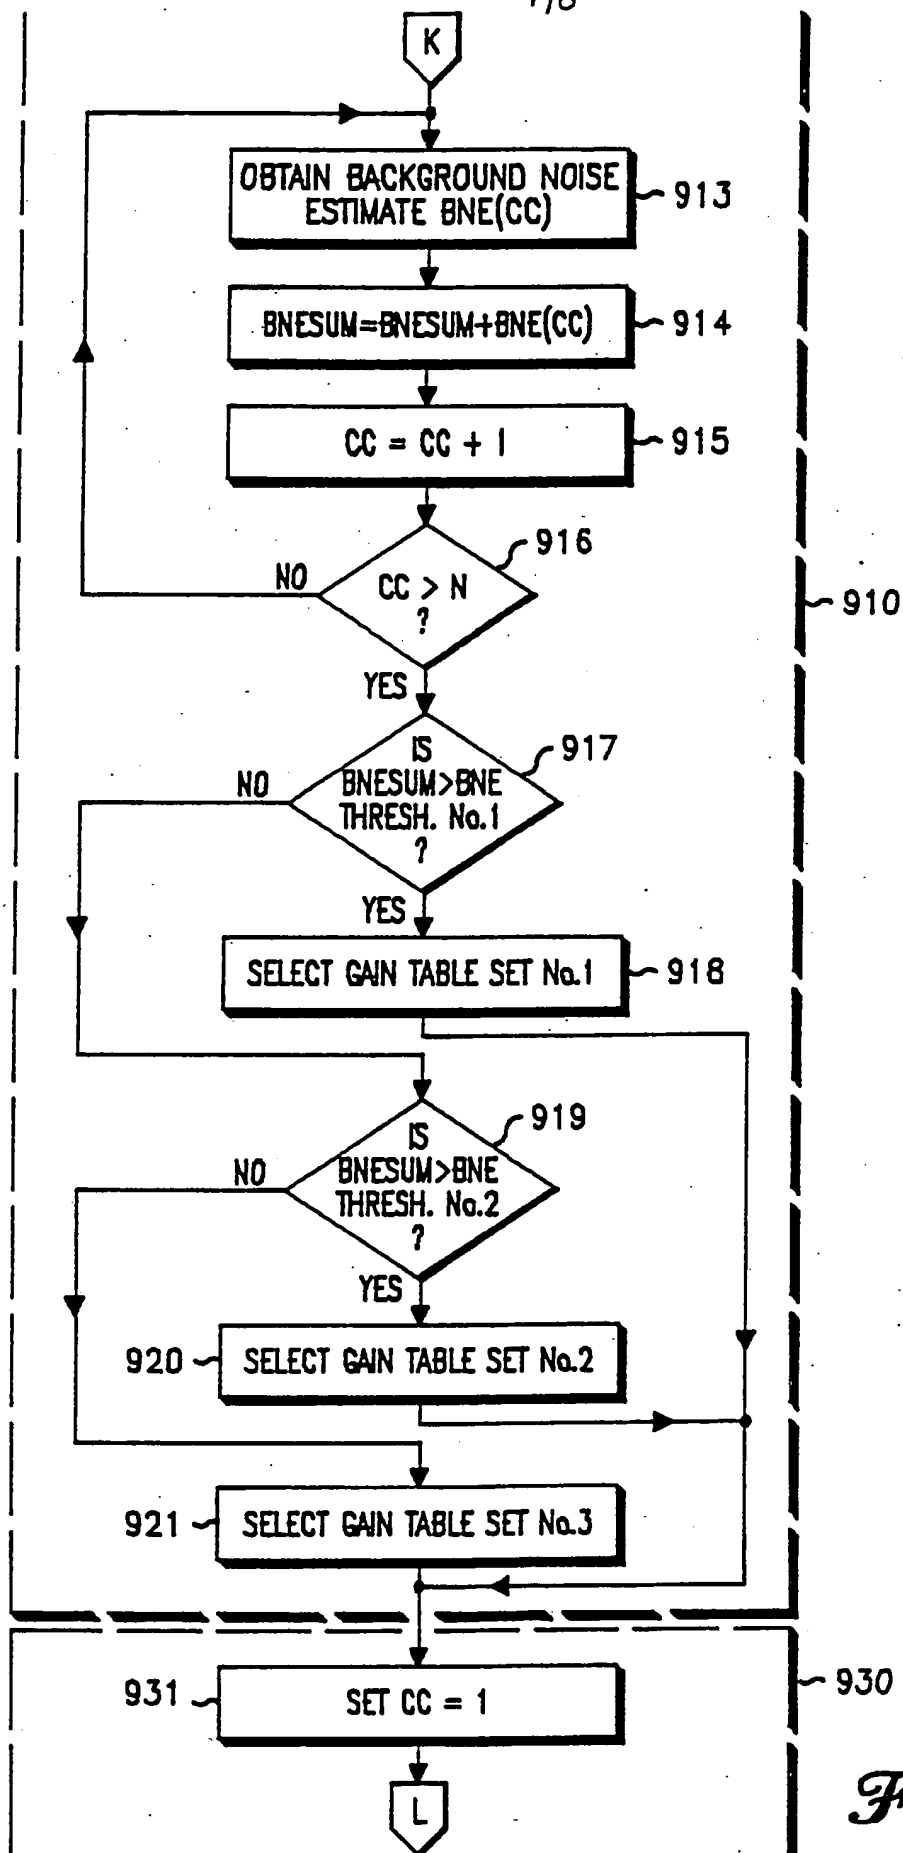 K
OBTAIN BACKGROUND NOISE
ESTIMATE BNE(CC)
913
BNESUM=BNESUM+BNE(CC)
914
CC = CC + 1
915
916
CC > N
?
NO
YES
910
917
IS
BNESUM>BNE
THRESH. No.1
?
NO
YES
SELECT GAIN TABLE SET No.1
918
919
IS
BNESUM>BNE
THRESH. No.2
?
NO
YES
920
SELECT GAIN TABLE SET No.2
921
SELECT GAIN TABLE SET No.3
930
931
SET CC = 1
L